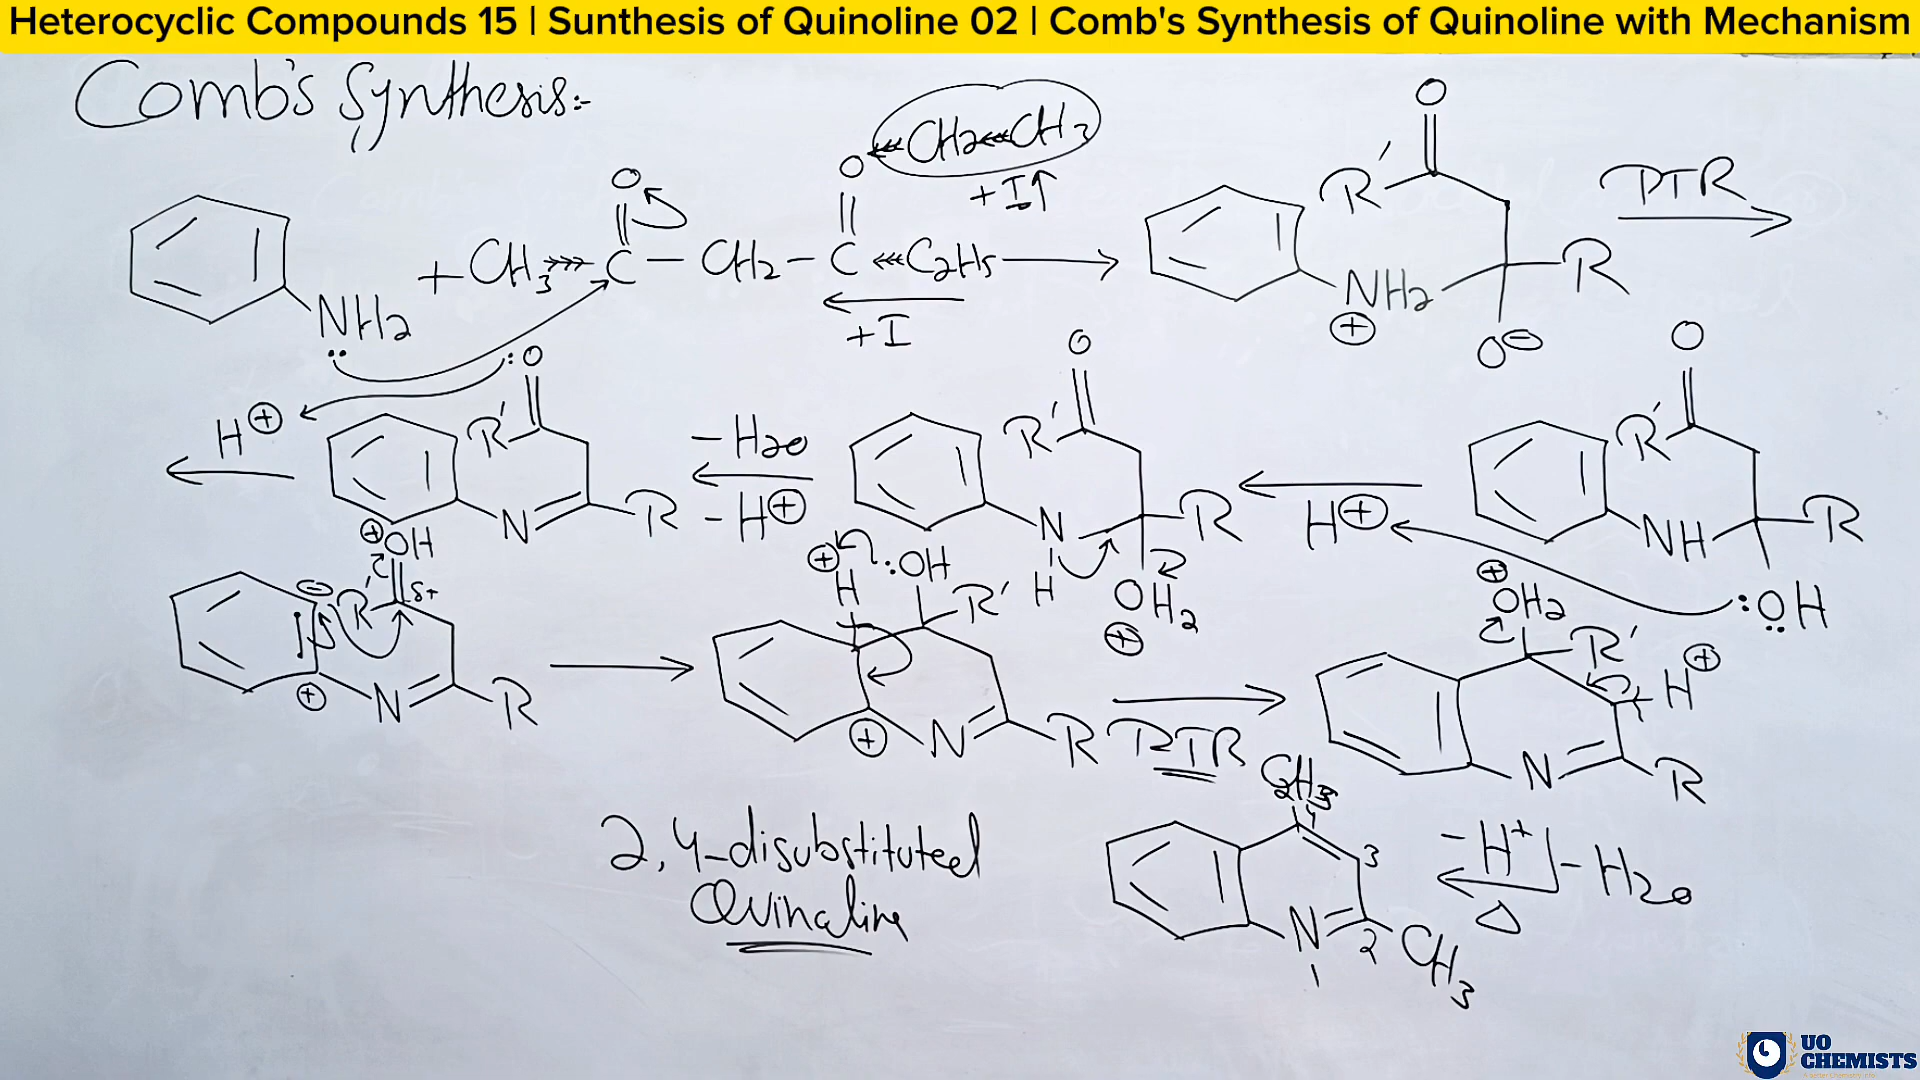 Heterocyclic Compounds 15 | Sunthesis of Quinoline 02 | Comb's Synthesis of Quinoline with Mechanism
Comb's Synthesis:-
NH2 + CH3 C O — CH2 — C O C2H5
O CH2 CH3
+I↑
+I
R' O NH2 ⊕ R O⊖
PTR
R' O NH R :OH
H⊕
R' O N H R OH2 ⊕
-H2O
-H⊕
R' :O N R
H⊕
⊕OH R' δ+ ⊖ ⊕ N R
⊕ H :OH R' ⊕ N R
PTR
⊕ OH2 R' H⊕ N R
-H+ | -H2O
Δ
C2H5 4 3 2 N 1 CH3
2,4-disubstituted
Quinoline
UO
CHEMISTS